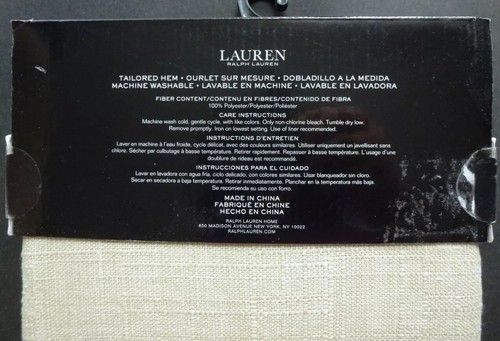 LAUREN
RALPH LAUREN
TAILORED HEM • OURLET SUR MESURE • DOBLADILLO A LA MEDIDA
MACHINE WASHABLE • LAVABLE EN MACHINE • LAVABLE EN LAVADORA
FIBER CONTENT/CONTENU EN FIBRES/CONTENIDO DE FIBRA
100% Polyester/Polyester/Poliéster
CARE INSTRUCTIONS
Machine wash cold, gentle cycle, with like colors. Only non-chlorine bleach. Tumble dry low.
Remove promptly. Iron on lowest setting. Use of liner recommended.
INSTRUCTIONS D'ENTRETIEN
Laver en machine à l'eau froide, cycle délicat, avec des couleurs similaires. Utiliser uniquement un javellisant sans
chlore. Sécher par culbutage à basse température. Retirer rapidement. Repasser à basse température. L'usage d'une
doublure de rideau est recommandé.
INSTRUCCIONES PARA EL CUIDADO
Lavar en lavadora con agua fría, ciclo delicado, con colores similares. Usar blanqueador sin cloro.
Secar en secadora a baja temperatura. Retirar inmediatamente. Planchar en la temperatura más baja.
Se recomienda su uso con forro.
MADE IN CHINA
FABRIQUÉ EN CHINE
HECHO EN CHINA
RALPH LAUREN HOME
650 MADISON AVENUE NEW YORK, NY 10022
RALPHLAUREN.COM